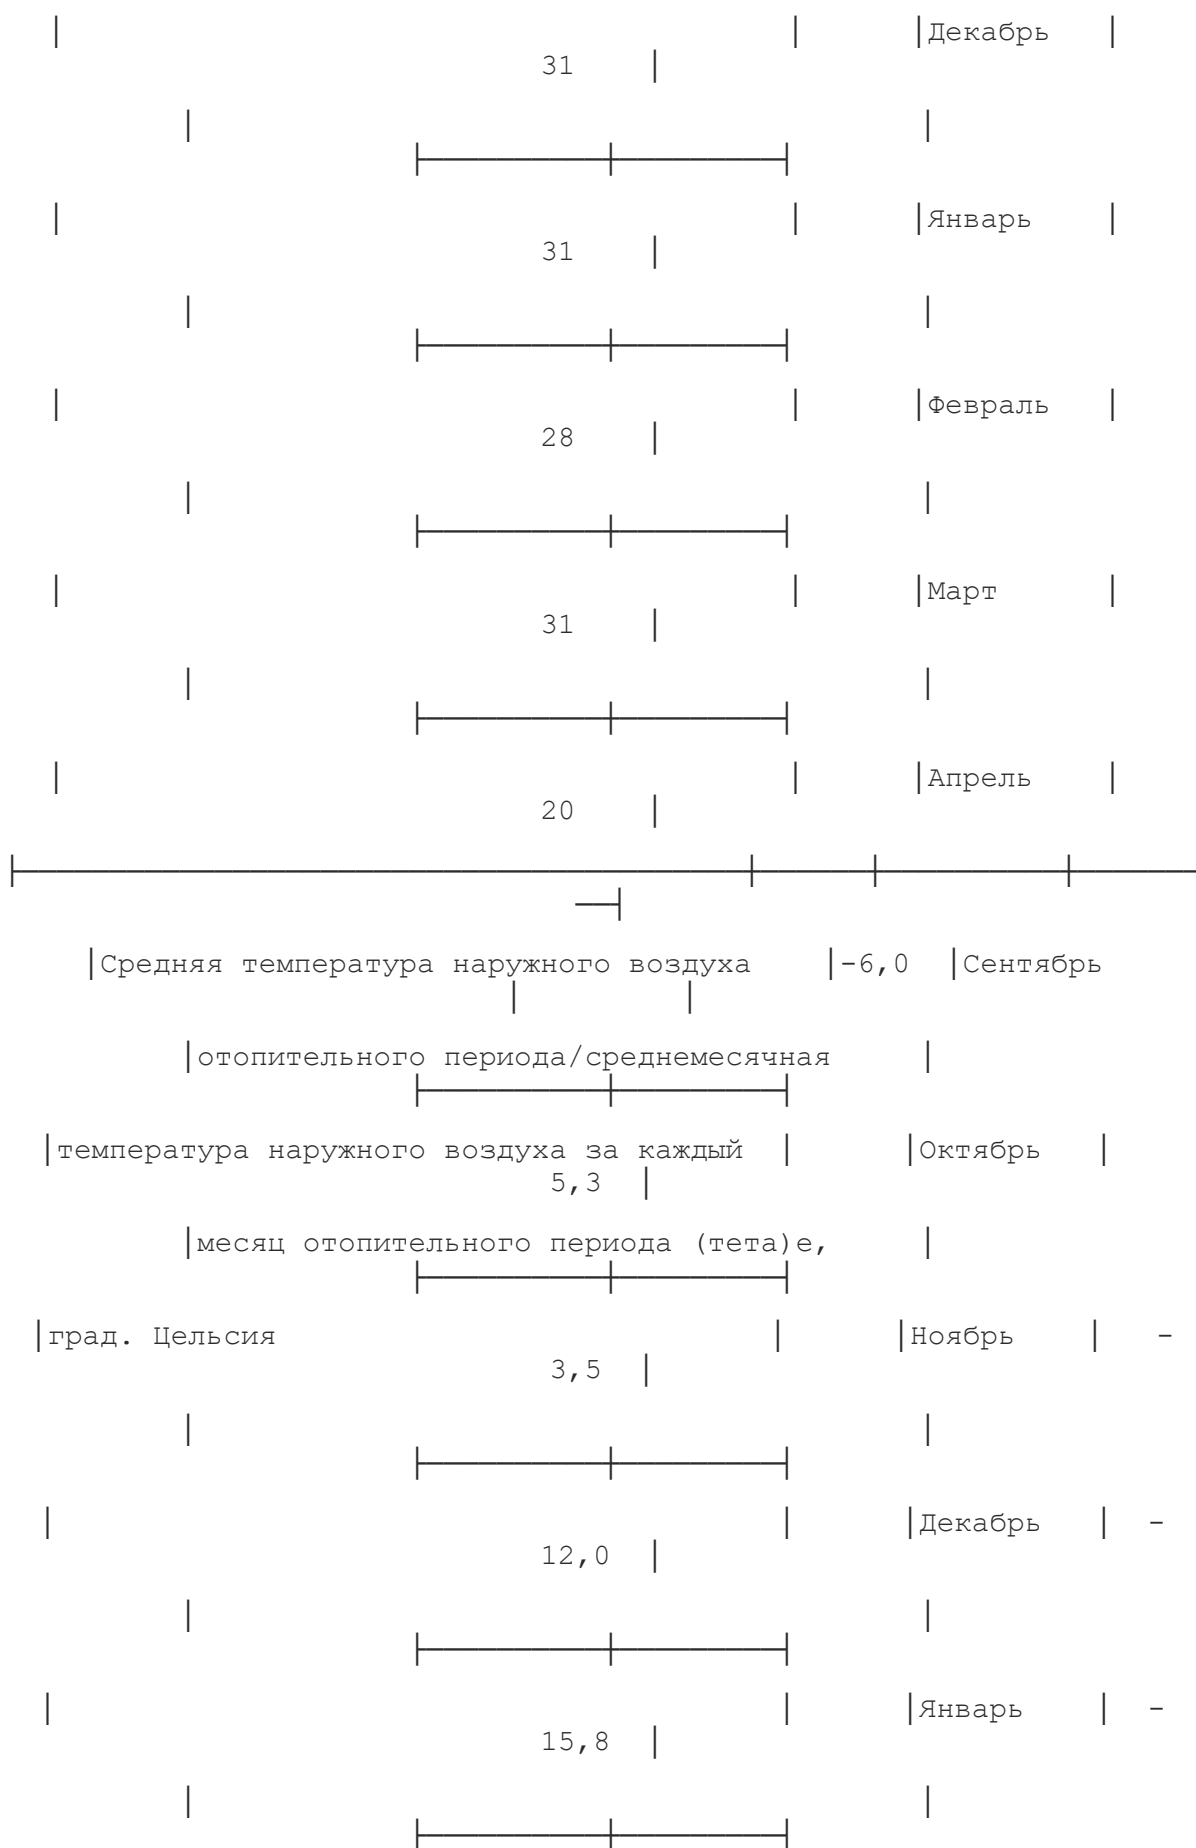 Декабрь
31
Январь
31
Февраль
28
Март
31
Апрель
20
Средняя температура наружного воздуха |-6,0 |Сентябрь
отопительного периода/среднемесячная
температура наружного воздуха за каждый | |Октябрь
5,3
месяц отопительного периода (тета)е,
град. Цельсия | |Ноябрь | -
3,5
Декабрь | -
12,0
Январь | -
15,8